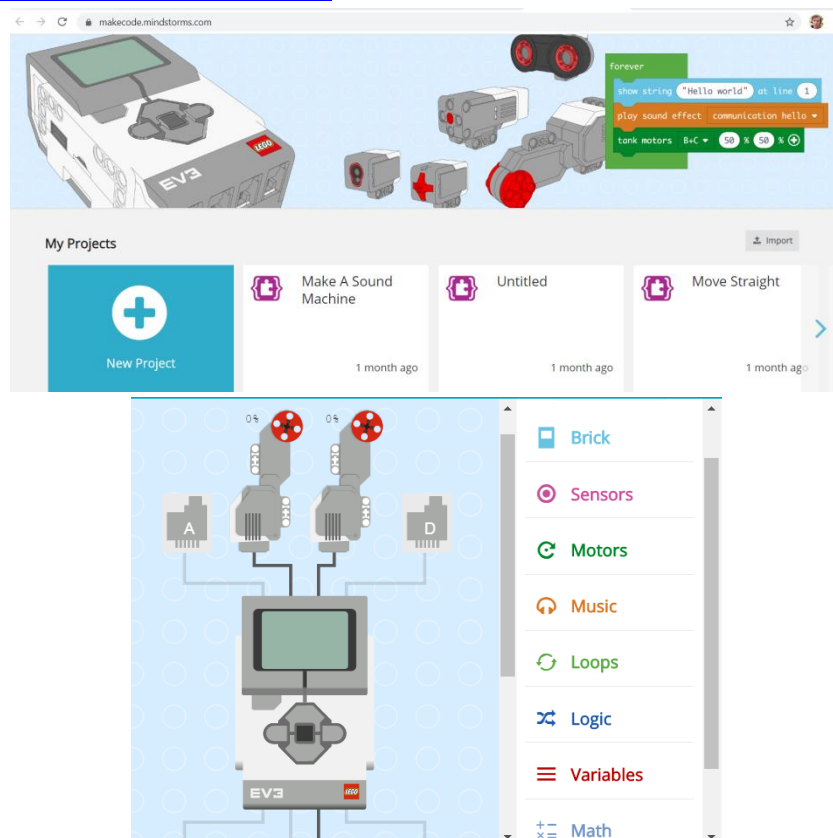 makecode.mindstorms.com
forever
show string "Hello world" at line 1
play sound effect communication hello
tank motors B+C 50 % 50 %
LEGO
EV3
My Projects
Import
New Project
Make A Sound
Machine
1 month ago
Untitled
1 month ago
Move Straight
1 month ago
0%
0%
A
D
EV3
LEGO
Brick
Sensors
Motors
Music
Loops
Logic
Variables
Math